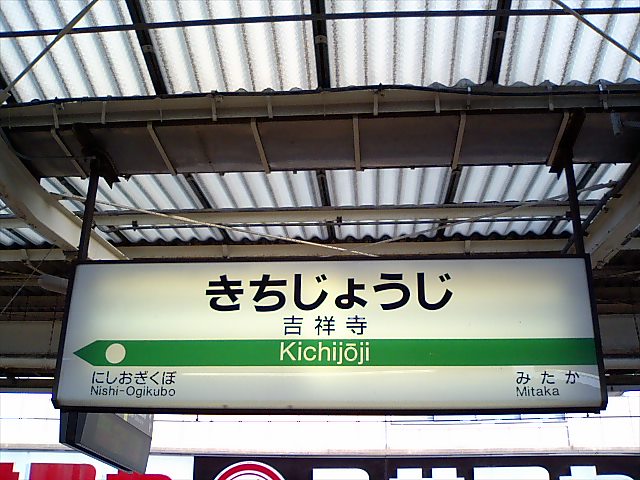 きちじょうじ
吉祥寺
Kichijōji
にしおぎくぼ
Nishi-Ogikubo
みたか
Mitaka